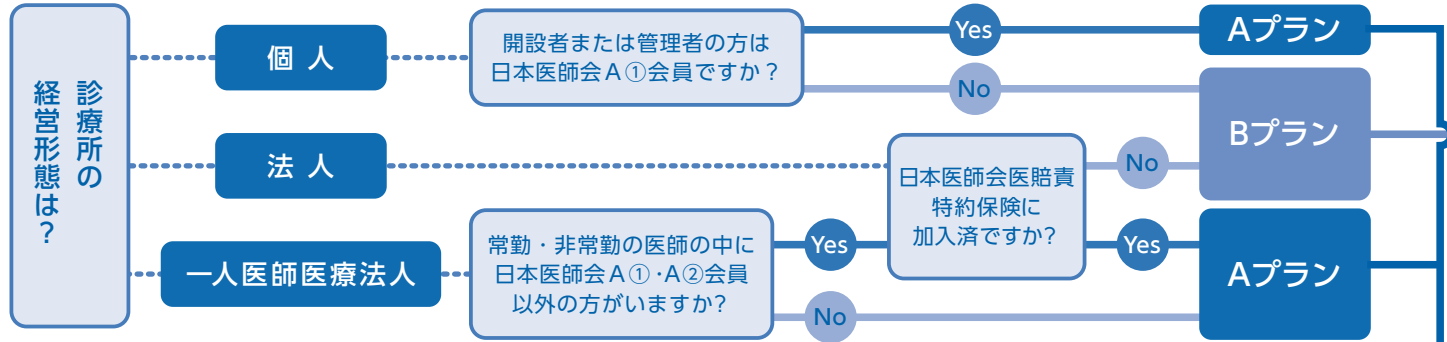 診療所の
経営形態は？
個人
開設者または管理者の方は
日本医師会A①会員ですか？
Yes
Aプラン
No
Bプラン
法人
日本医師会医賠責
特約保険に
加入済ですか?
No
Yes
Aプラン
一人医師医療法人
常勤・非常勤の医師の中に
日本医師会A①・A②会員
以外の方がいますか?
Yes
No